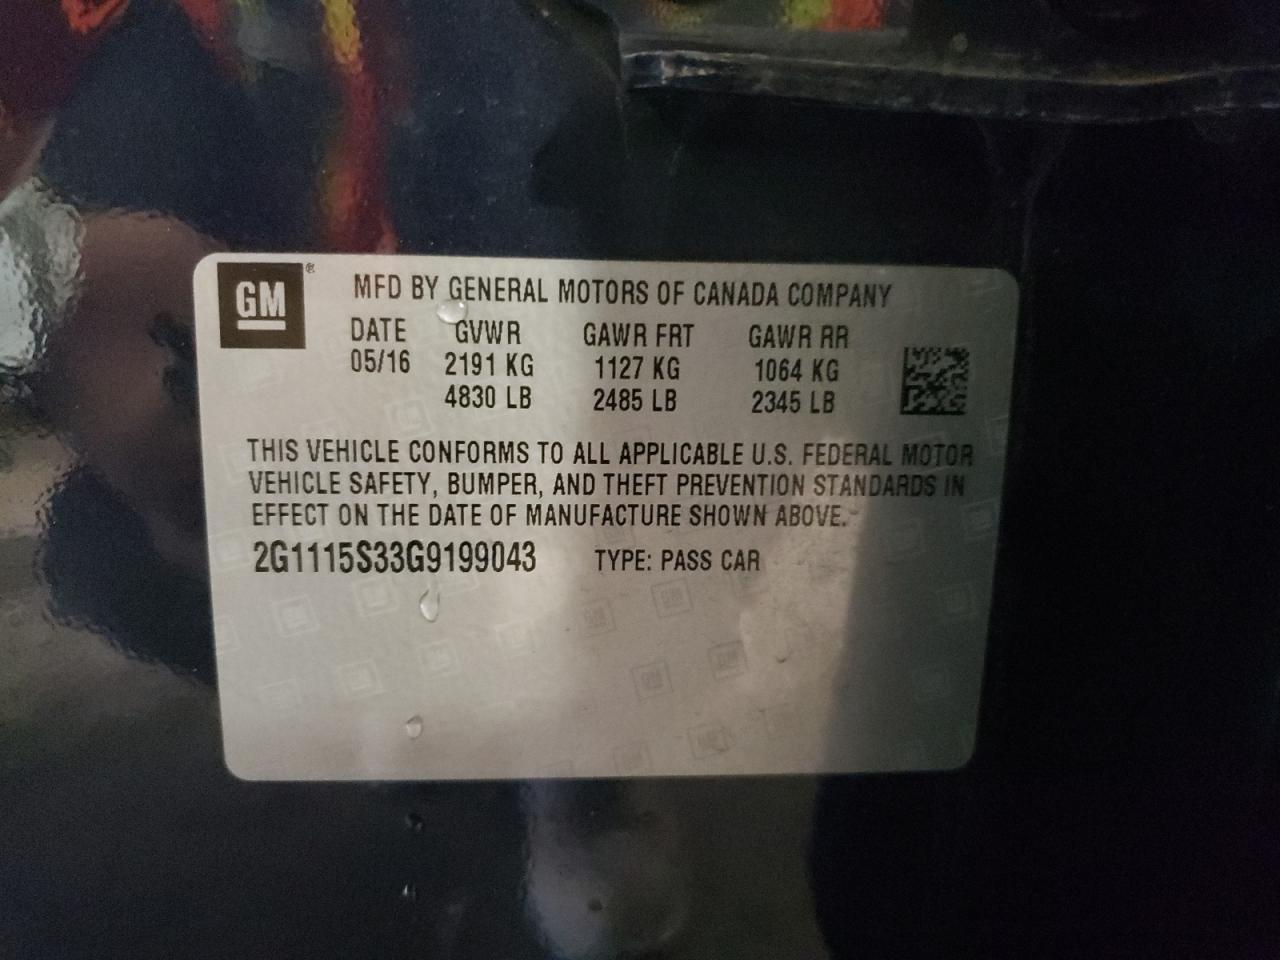 GM®
MFD BY GENERAL MOTORS OF CANADA COMPANY
DATE GVWR GAWR FRT GAWR RR
05/16 2191 KG 1127 KG 1064 KG
4830 LB 2485 LB 2345 LB
THIS VEHICLE CONFORMS TO ALL APPLICABLE U.S. FEDERAL MOTOR
VEHICLE SAFETY, BUMPER, AND THEFT PREVENTION STANDARDS IN
EFFECT ON THE DATE OF MANUFACTURE SHOWN ABOVE.
2G1115S33G9199043 TYPE: PASS CAR